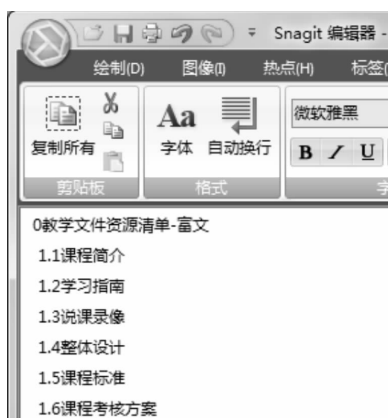 Snagit 编辑器 -
绘制(D) 图像(I) 热点(H) 标签(
复制所有 Aa 字体 自动换行 微软雅黑
B I U
剪贴板 格式 字
0教学文件资源清单-富文
1.1课程简介
1.2学习指南
1.3说课录像
1.4整体设计
1.5课程标准
1.6课程考核方案